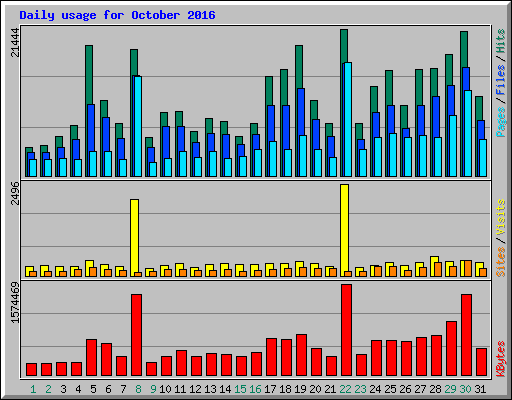 Daily usage for October 2016
21444
Pages / Files / Hits
2496
Sites / Visits
1574469
KBytes
1 2 3 4 5 6 7 8 9 10 11 12 13 14 15 16 17 18 19 20 21 22 23 24 25 26 27 28 29 30 31